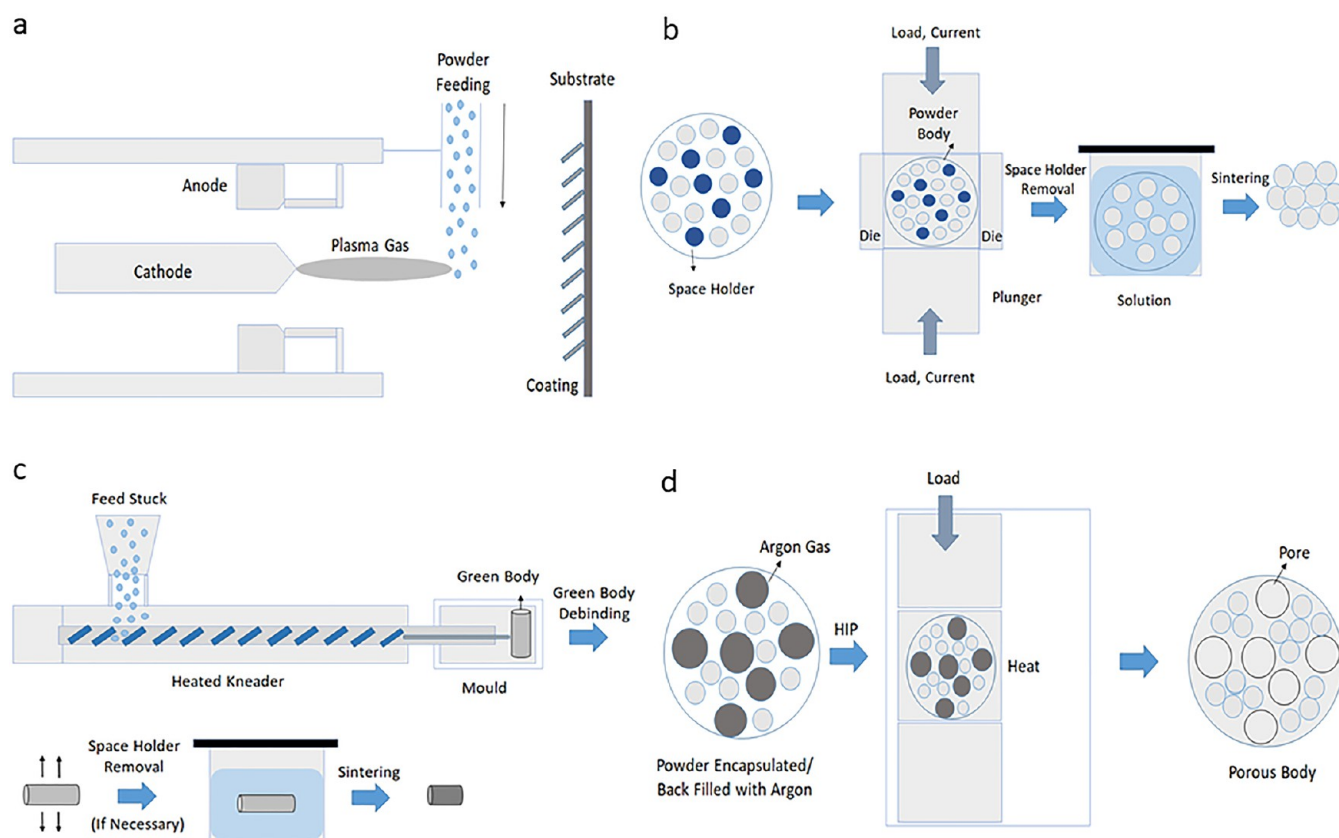 a
Powder
Feeding
Substrate
Anode
Plasma Gas
Cathode
Coating
b
Load, Current
Powder
Body
Space Holder
Removal
Sintering
Die
Die
Space Holder
Plunger
Solution
Load, Current
c
Feed Stuck
Green Body
Green Body
Debinding
Heated Kneader
Mould
Space Holder
Removal
Sintering
(If Necessary)
d
Load
Argon Gas
Pore
HIP
Heat
Powder Encapsulated/
Back Filled with Argon
Porous Body